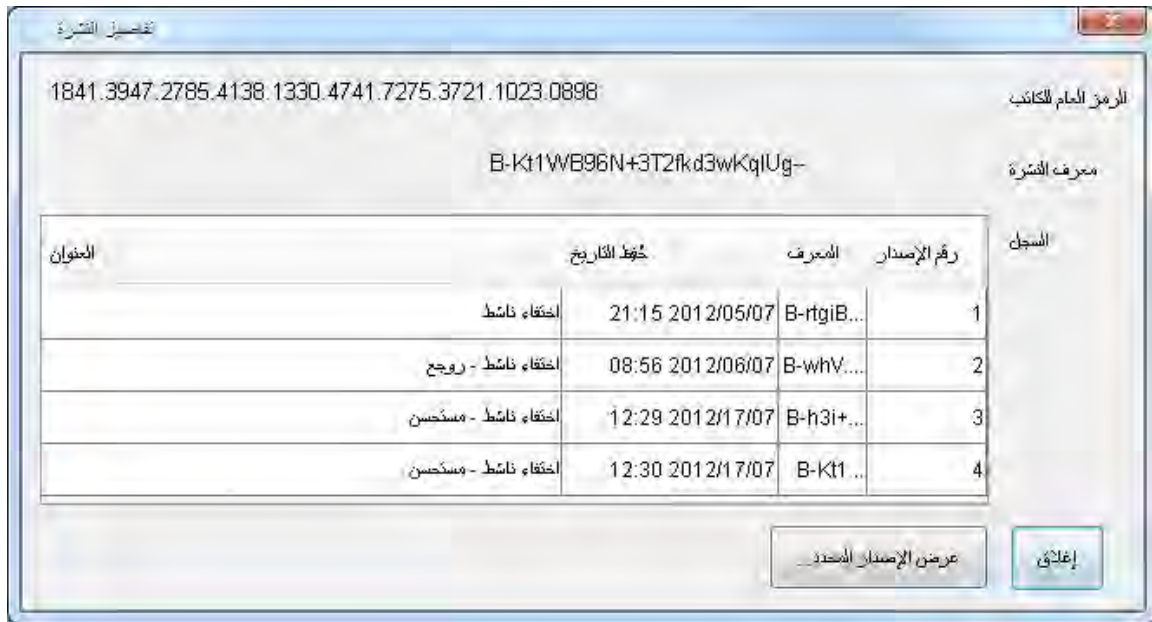 تفاصيل النشرة
الرمز العام للكاتب 1841.3947.2785.4138.1330.4741.7275.3721.1023.0898
معرف النشرة B-Kt1WB96N+3T2fkd3wKqIUg--
السجل
رقم الإصدار المعرف حُفِظ التاريخ العنوان
1 B-rtgiB... 21:15 2012/05/07 اختفاء ناشط
2 B-whV.... 08:56 2012/06/07 اختفاء ناشط - روجع
3 B-h3i+... 12:29 2012/17/07 اختفاء ناشط - مستحسن
4 B-Kt1... 12:30 2012/17/07 اختفاء ناشط - مستحسن
إغلاق عرض الإصدار المحدد...